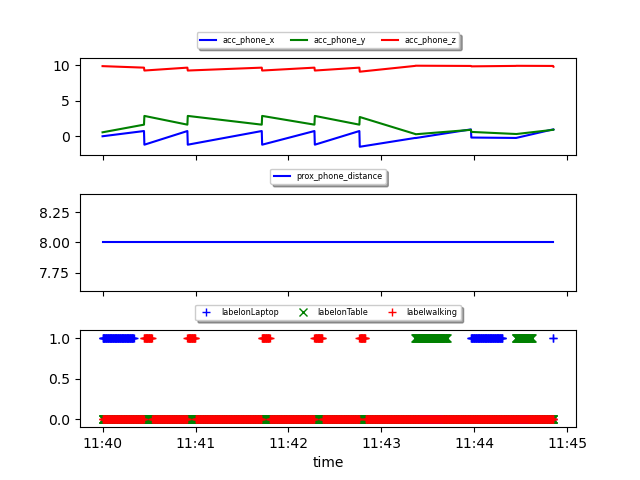 acc_phone_x acc_phone_y acc_phone_z
10
5
0
prox_phone_distance
8.25
8.00
7.75
labelonLaptop labelonTable labelwalking
1.0
0.5
0.0
11:40 11:41 11:42 11:43 11:44 11:45
time